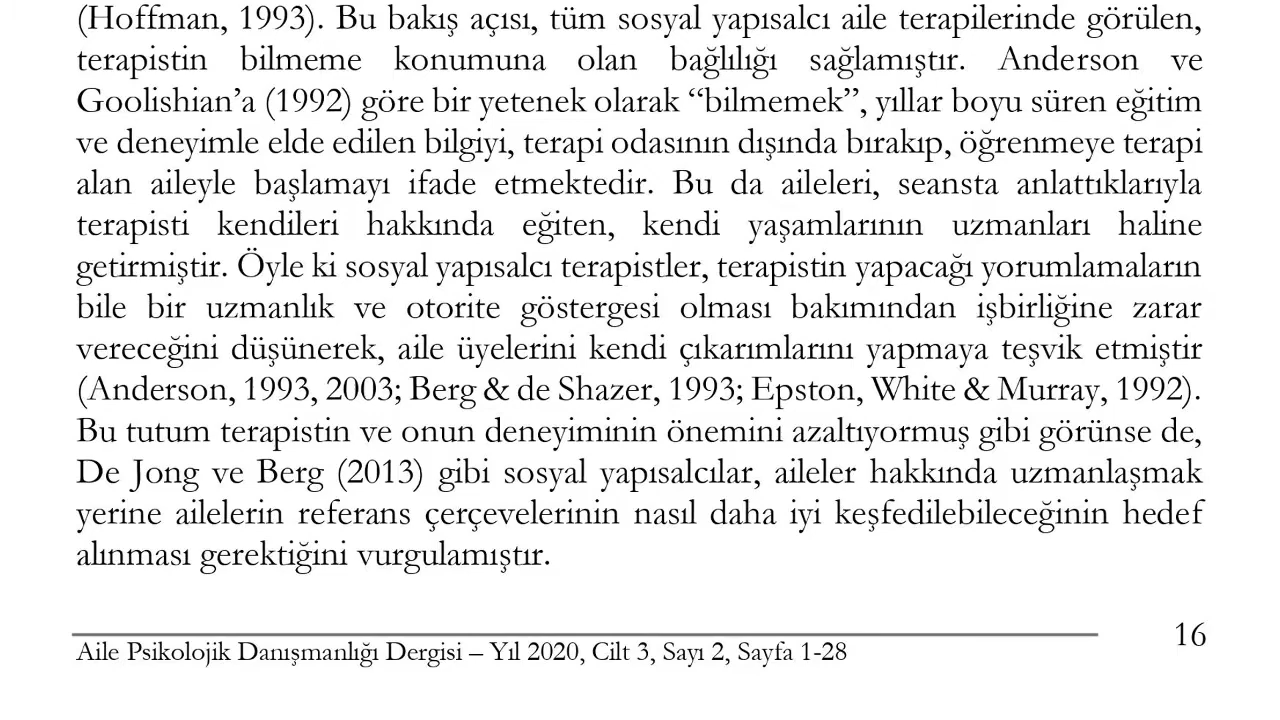 (Hoffman, 1993). Bu bakış açısı, tüm sosyal yapısalcı aile terapilerinde görülen,
terapistin bilmeme konumuna olan bağlılığı sağlamıştır. Anderson ve
Goolishian’a (1992) göre bir yetenek olarak “bilmemek”, yıllar boyu süren eğitim
ve deneyimle elde edilen bilgiyi, terapi odasının dışında bırakıp, öğrenmeye terapi
alan aileyle başlamayı ifade etmektedir. Bu da aileleri, seansta anlattıklarıyla
terapisti kendileri hakkında eğiten, kendi yaşamlarının uzmanları haline
getirmiştir. Öyle ki sosyal yapısalcı terapistler, terapistin yapacağı yorumlamaların
bile bir uzmanlık ve otorite göstergesi olması bakımından işbirliğine zarar
vereceğini düşünerek, aile üyelerini kendi çıkarımlarını yapmaya teşvik etmiştir
(Anderson, 1993, 2003; Berg & de Shazer, 1993; Epston, White & Murray, 1992).
Bu tutum terapistin ve onun deneyiminin önemini azaltıyormuş gibi görünse de,
De Jong ve Berg (2013) gibi sosyal yapısalcılar, aileler hakkında uzmanlaşmak
yerine ailelerin referans çerçevelerinin nasıl daha iyi keşfedilebileceğinin hedef
alınması gerektiğini vurgulamıştır.
16
Aile Psikolojik Danışmanlığı Dergisi – Yıl 2020, Cilt 3, Sayı 2, Sayfa 1-28